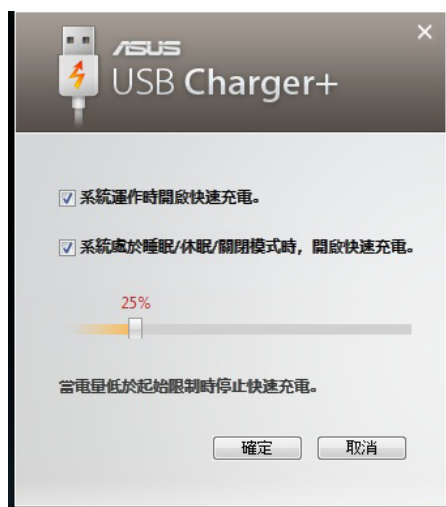 ASUS
USB Charger+
系統運作時開啟快速充電。
系統處於睡眠/休眠/關閉模式時，開啟快速充電。
25%
當電量低於起始限制時停止快速充電。
確定 取消